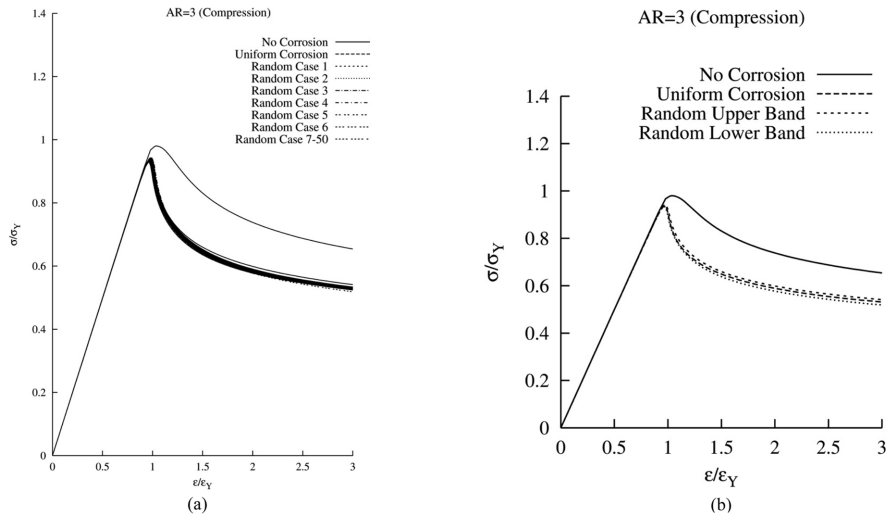 AR=3 (Compression)
No Corrosion
Uniform Corrosion
Random Case 1
Random Case 2
Random Case 3
Random Case 4
Random Case 5
Random Case 6
Random Case 7-50
1.4
1.2
1
0.8
0.6
0.4
0.2
0
σ/σY
0 0.5 1 1.5 2 2.5 3
ε/εY
(a)
AR=3 (Compression)
No Corrosion
Uniform Corrosion
Random Upper Band
Random Lower Band
1.4
1.2
1
0.8
0.6
0.4
0.2
0
σ/σY
0 0.5 1 1.5 2 2.5 3
ε/εY
(b)